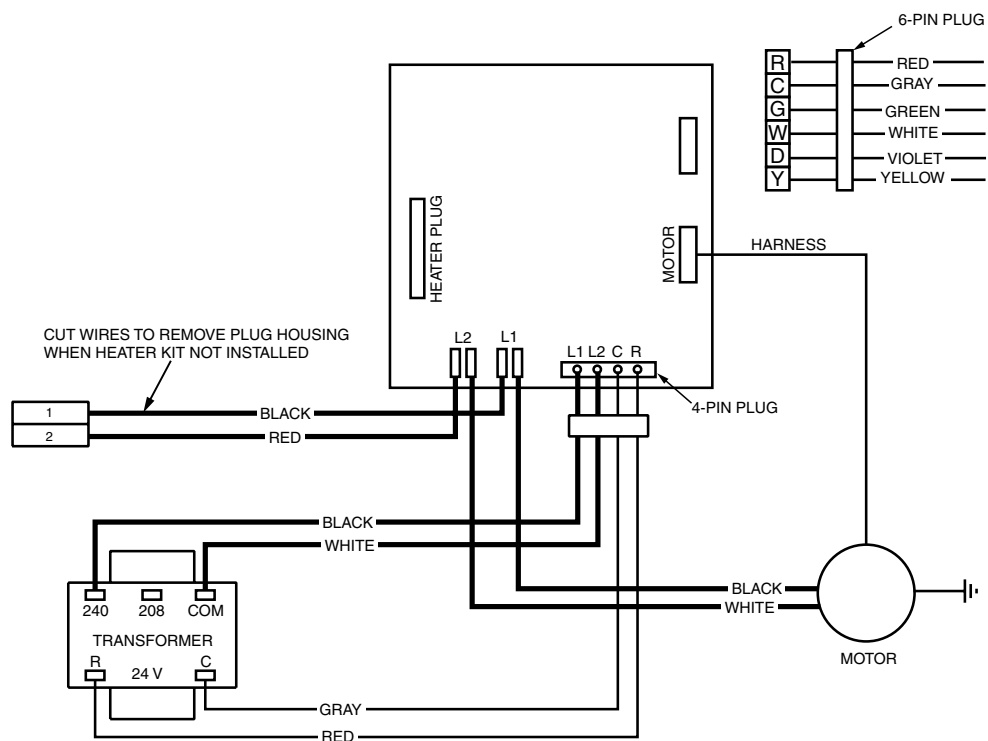 6-PIN PLUG
R
RED
C
GRAY
G
GREEN
W
WHITE
D
VIOLET
Y
YELLOW
HEATER PLUG
MOTOR
HARNESS
CUT WIRES TO REMOVE PLUG HOUSING
WHEN HEATER KIT NOT INSTALLED
L2
L1
L1 L2 C R
4-PIN PLUG
1
BLACK
2
RED
BLACK
WHITE
240
208
COM
TRANSFORMER
R
24 V
C
BLACK
WHITE
MOTOR
GRAY
RED